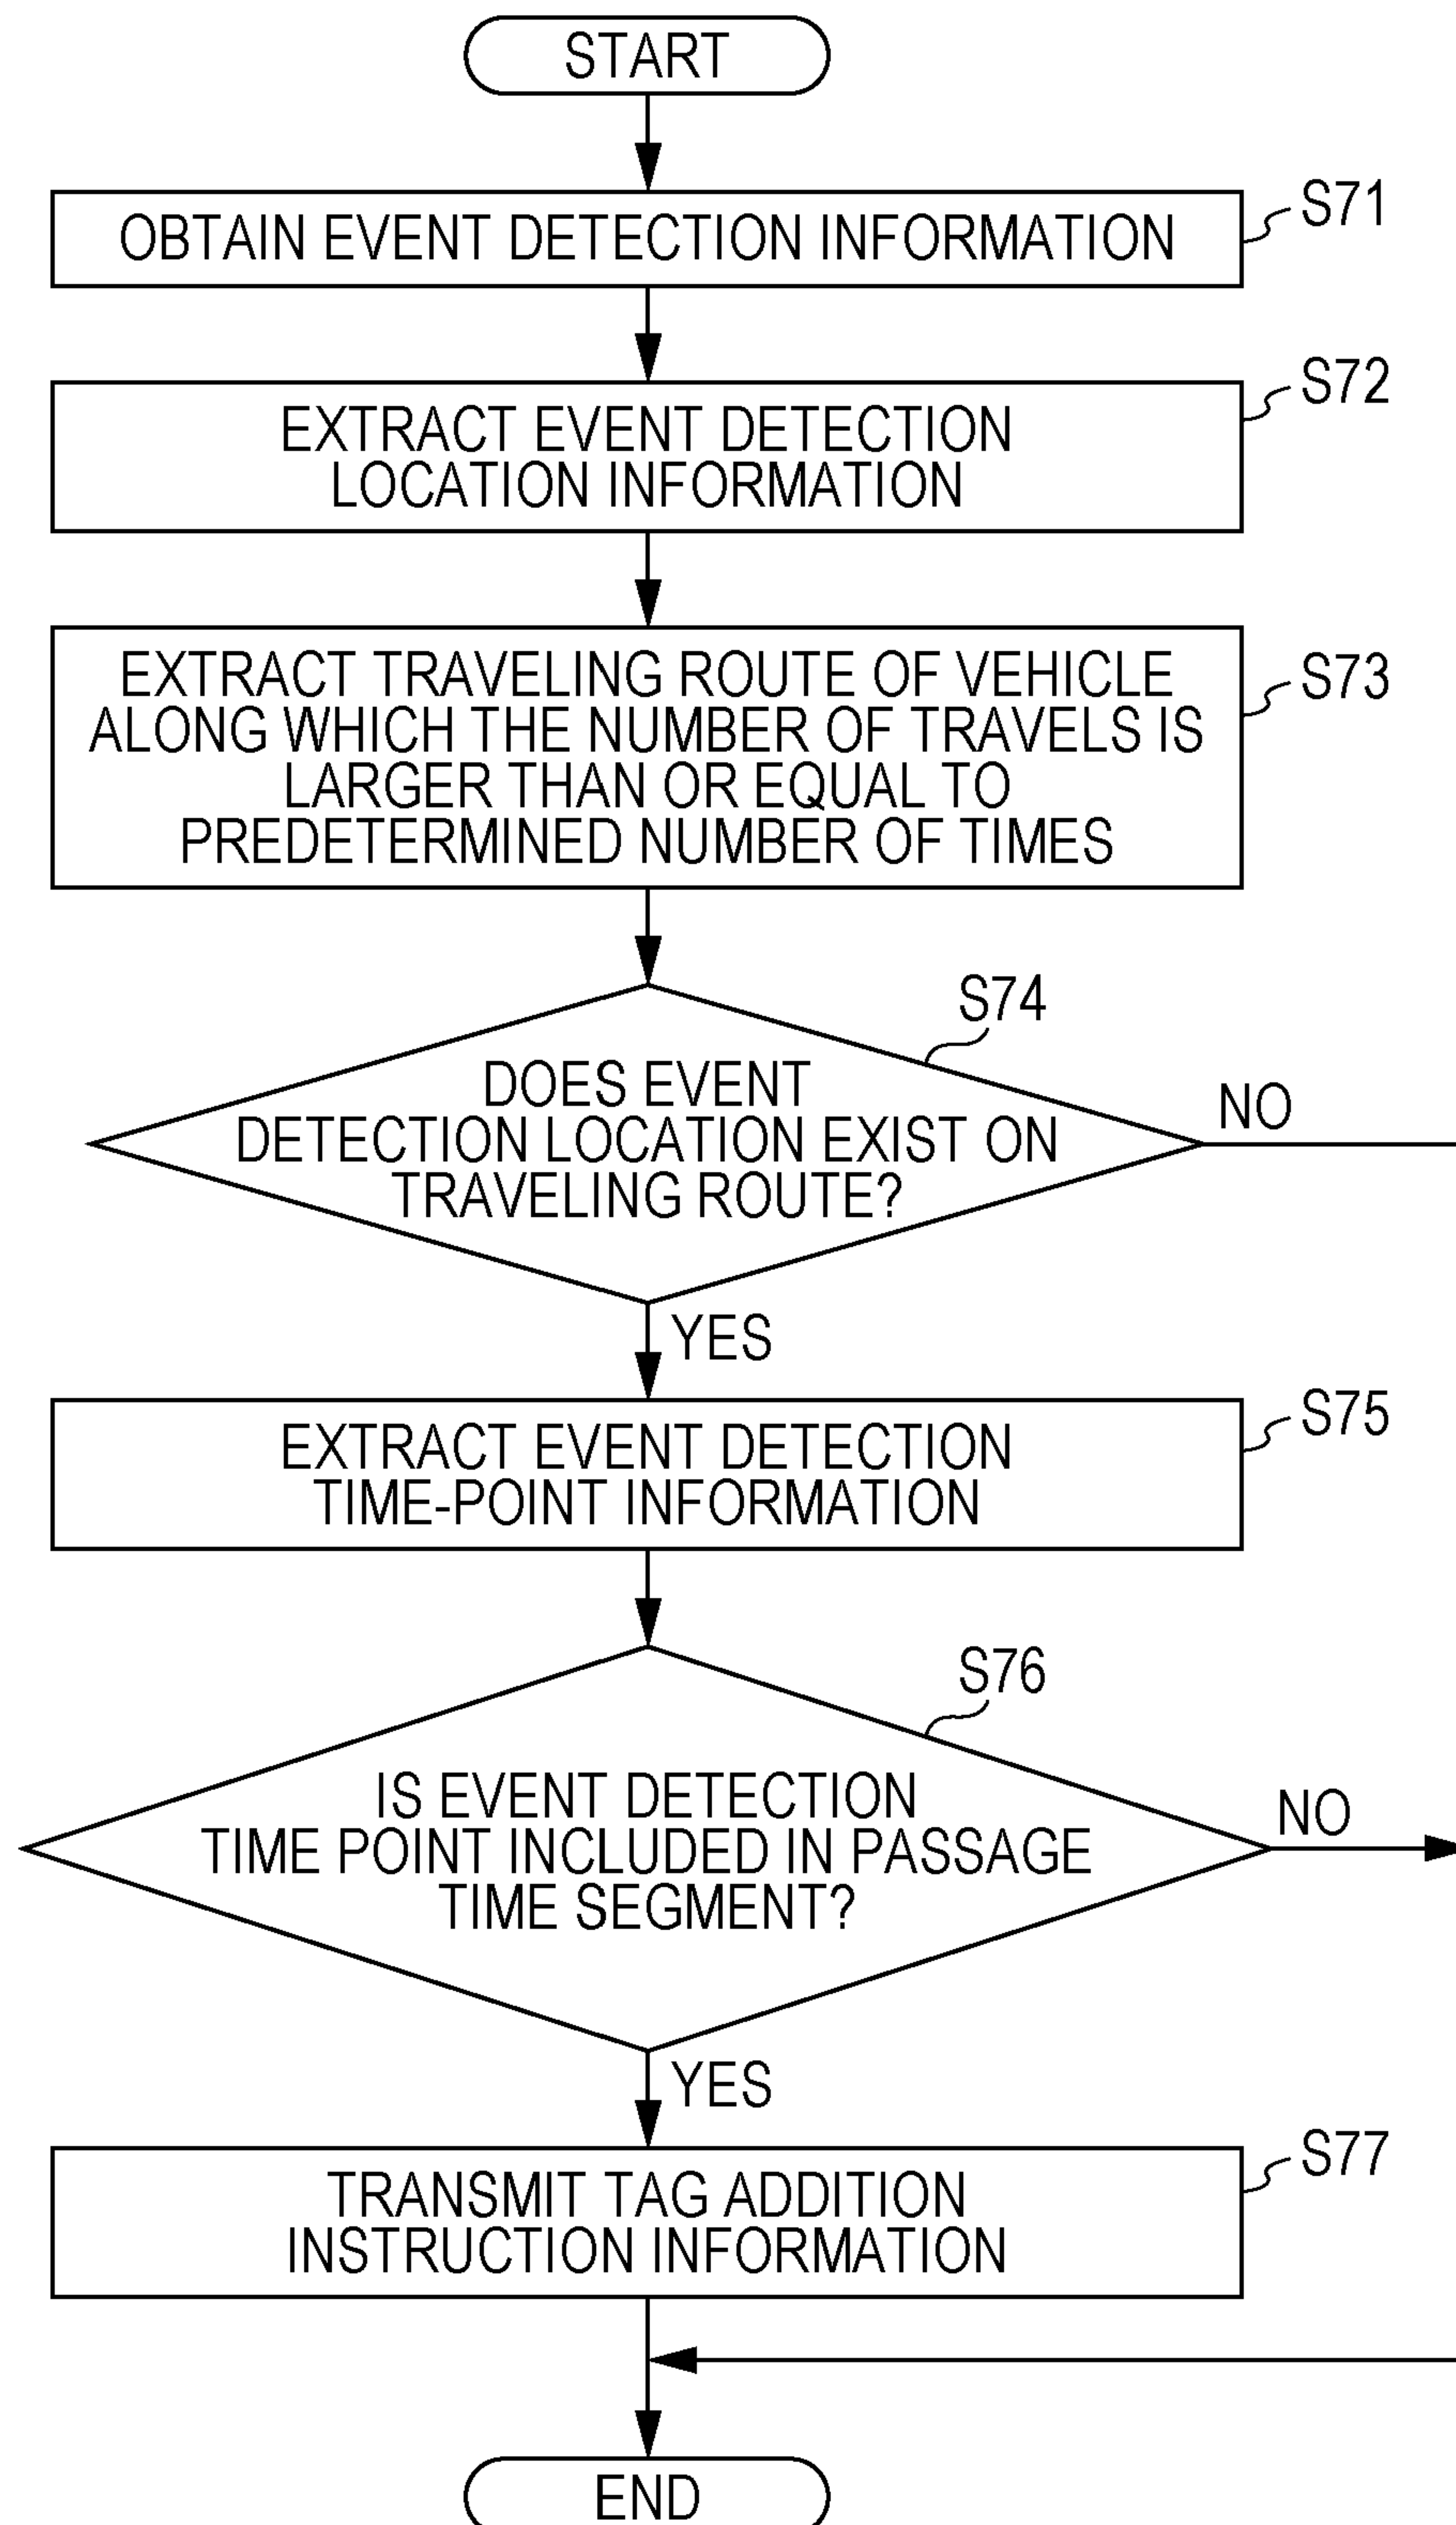 START
OBTAIN EVENT DETECTION INFORMATION
S71
EXTRACT EVENT DETECTION
LOCATION INFORMATION
S72
EXTRACT TRAVELING ROUTE OF VEHICLE
ALONG WHICH THE NUMBER OF TRAVELS IS
LARGER THAN OR EQUAL TO
PREDETERMINED NUMBER OF TIMES
S73
S74
DOES EVENT
DETECTION LOCATION EXIST ON
TRAVELING ROUTE?
NO
YES
EXTRACT EVENT DETECTION
TIME-POINT INFORMATION
S75
S76
IS EVENT DETECTION
TIME POINT INCLUDED IN PASSAGE
TIME SEGMENT?
NO
YES
TRANSMIT TAG ADDITION
INSTRUCTION INFORMATION
S77
END